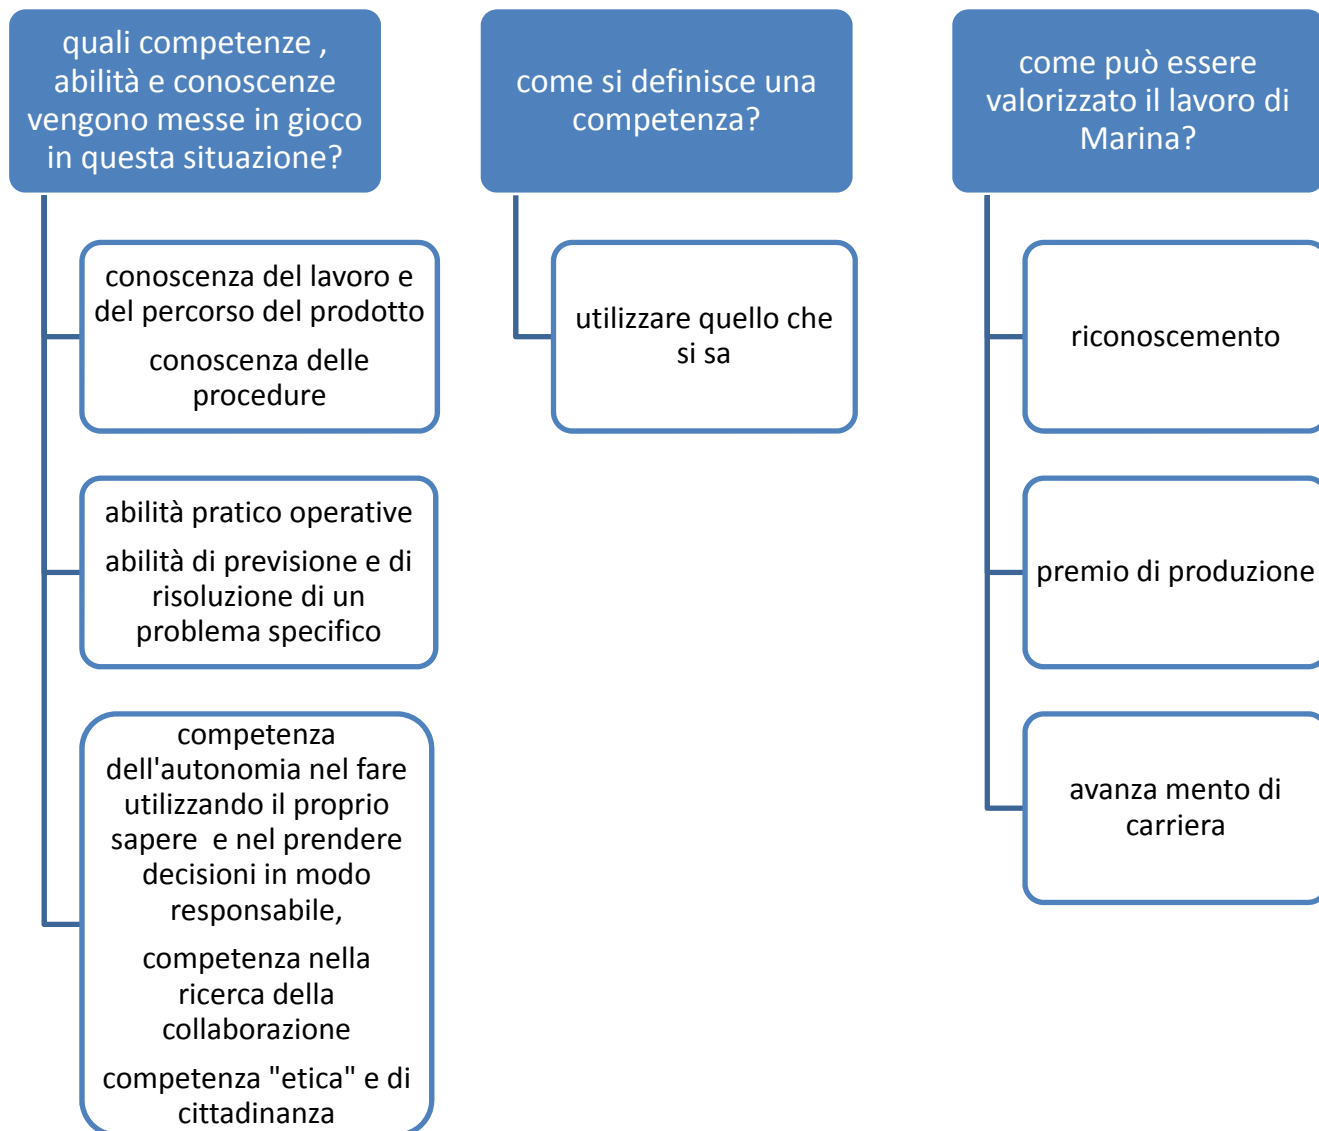 quali competenze ,
abilità e conoscenze
vengono messe in gioco
in questa situazione?
conoscenza del lavoro e
del percorso del prodotto
conoscenza delle
procedure
abilità pratico operative
abilità di previsione e di
risoluzione di un
problema specifico
competenza
dell'autonomia nel fare
utilizzando il proprio
sapere e nel prendere
decisioni in modo
responsabile,
competenza nella
ricerca della
collaborazione
competenza "etica" e di
cittadinanza
come si definisce una
competenza?
utilizzare quello che
si sa
come può essere
valorizzato il lavoro di
Marina?
riconoscemento
premio di produzione
avanza mento di
carriera